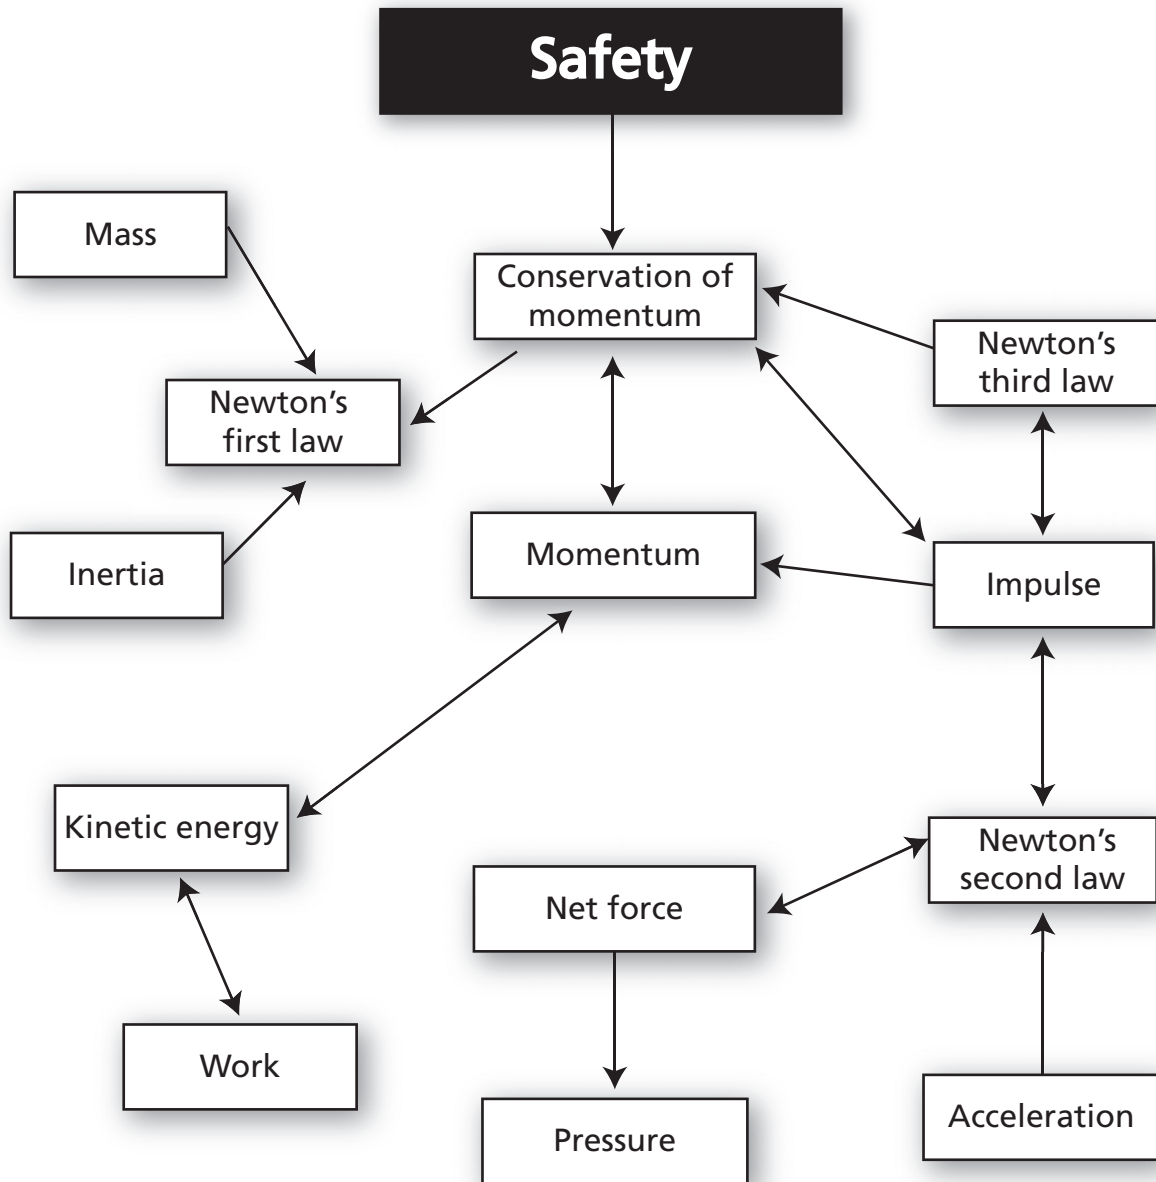 Safety
Mass
Conservation of
momentum
Newton's
third law
Newton's
first law
Momentum
Inertia
Impulse
Kinetic energy
Newton's
second law
Net force
Work
Acceleration
Pressure